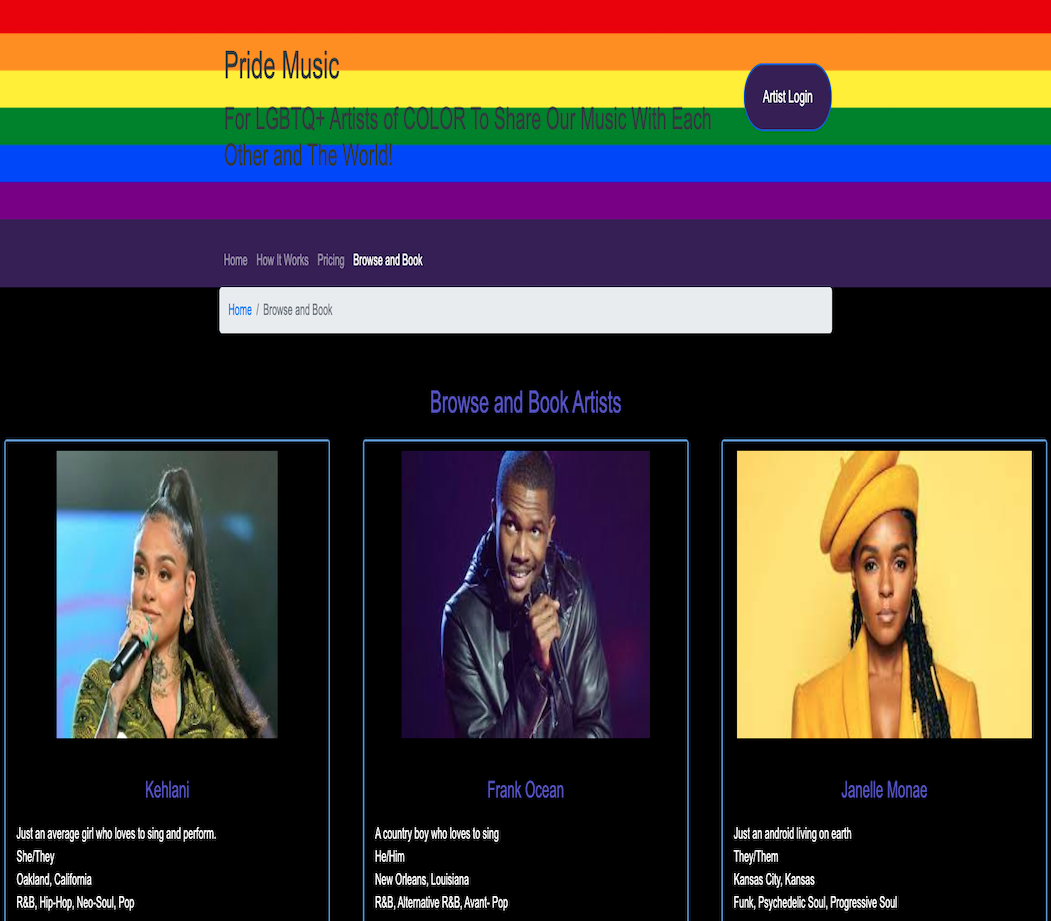 Pride Music
For LGBTQ+ Artists of COLOR To Share Our Music With Each
Other and The World!
Artist Login
Home How It Works Pricing Browse and Book
Home / Browse and Book
Browse and Book Artists
Kehlani
Just an average girl who loves to sing and perform.
She/They
Oakland, California
R&B, Hip-Hop, Neo-Soul, Pop
Frank Ocean
A country boy who loves to sing
He/Him
New Orleans, Louisiana
R&B, Alternative R&B, Avant- Pop
Janelle Monae
Just an android living on earth
They/Them
Kansas City, Kansas
Funk, Psychedelic Soul, Progressive Soul